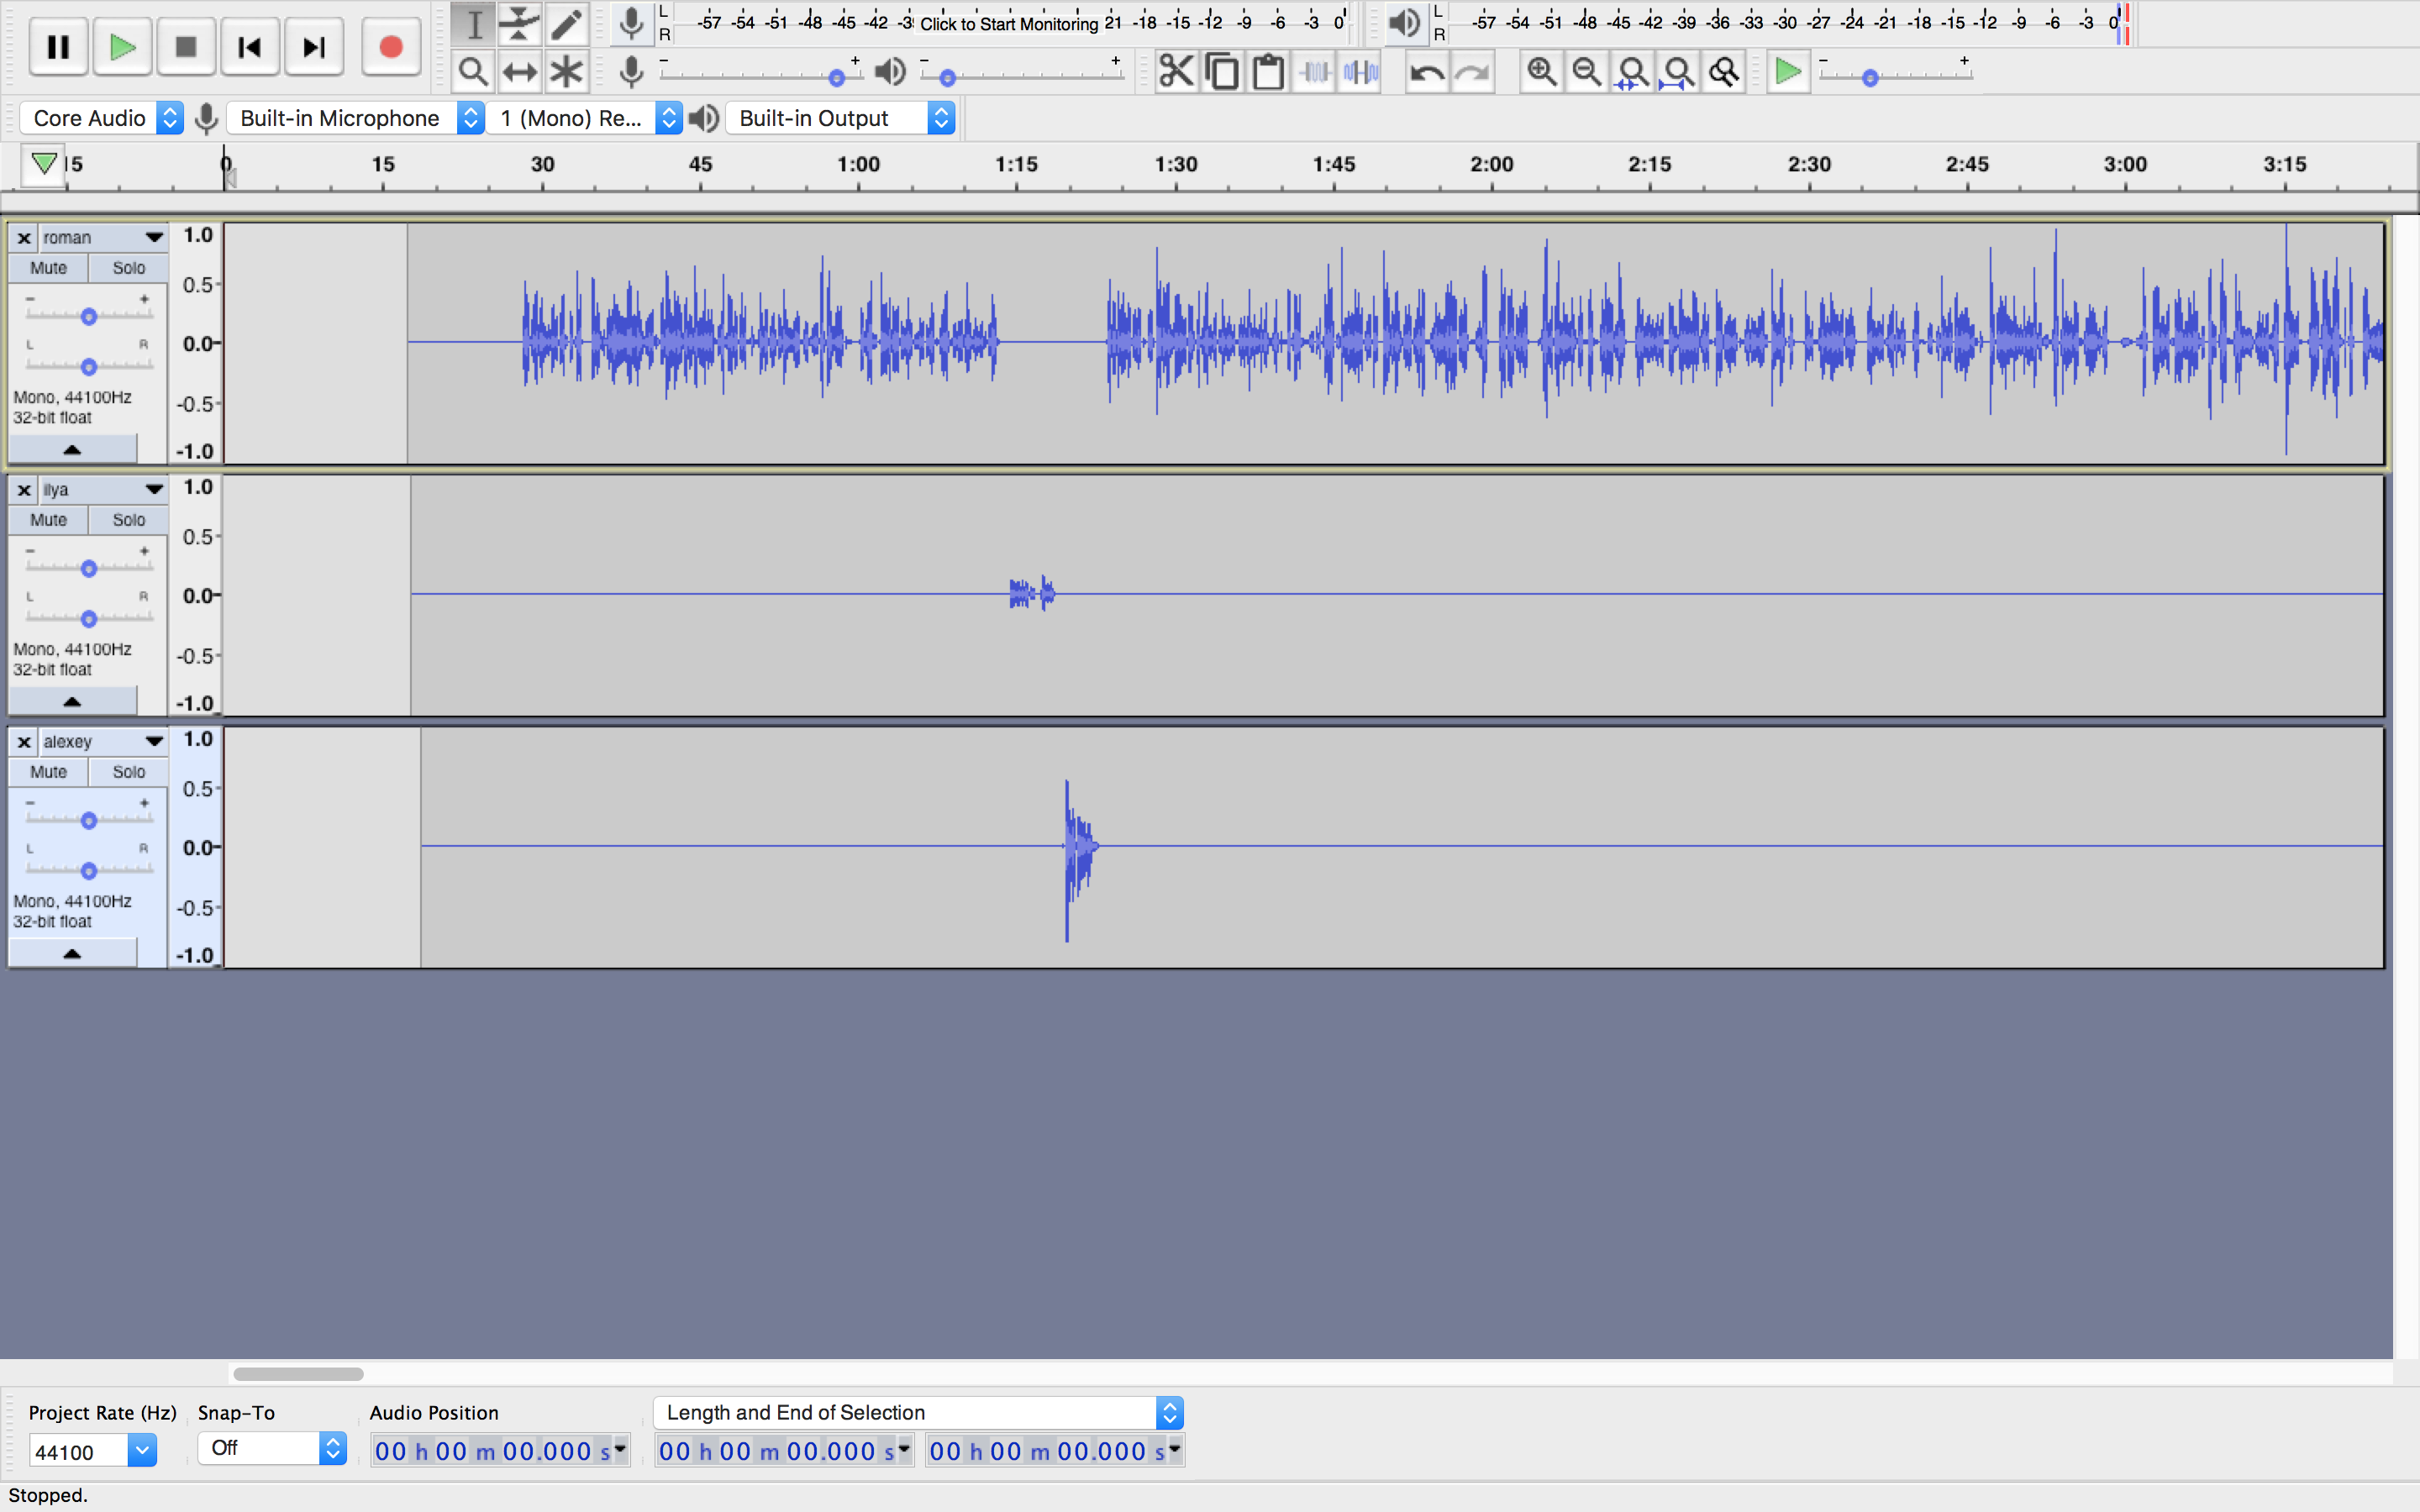 L -57 -54 -51 -48 -45 -42 -3 Click to Start Monitoring 21 -18 -15 -12 -9 -6 -3 0
R
L -57 -54 -51 -48 -45 -42 -39 -36 -33 -30 -27 -24 -21 -18 -15 -12 -9 -6 -3 0
R
- + - + - +
Core Audio Built-in Microphone 1 (Mono) Re... Built-in Output
15 0 15 30 45 1:00 1:15 1:30 1:45 2:00 2:15 2:30 2:45 3:00 3:15
x roman 1.0
Mute Solo
- + 0.5
L R 0.0
Mono, 44100Hz -0.5
32-bit float
-1.0
x ilya 1.0
Mute Solo
- + 0.5
L R 0.0
Mono, 44100Hz -0.5
32-bit float
-1.0
x alexey 1.0
Mute Solo
- + 0.5
L R 0.0
Mono, 44100Hz -0.5
32-bit float
-1.0
Project Rate (Hz) Snap-To Audio Position Length and End of Selection
44100 Off 00 h 00 m 00.000 s 00 h 00 m 00.000 s 00 h 00 m 00.000 s
Stopped.